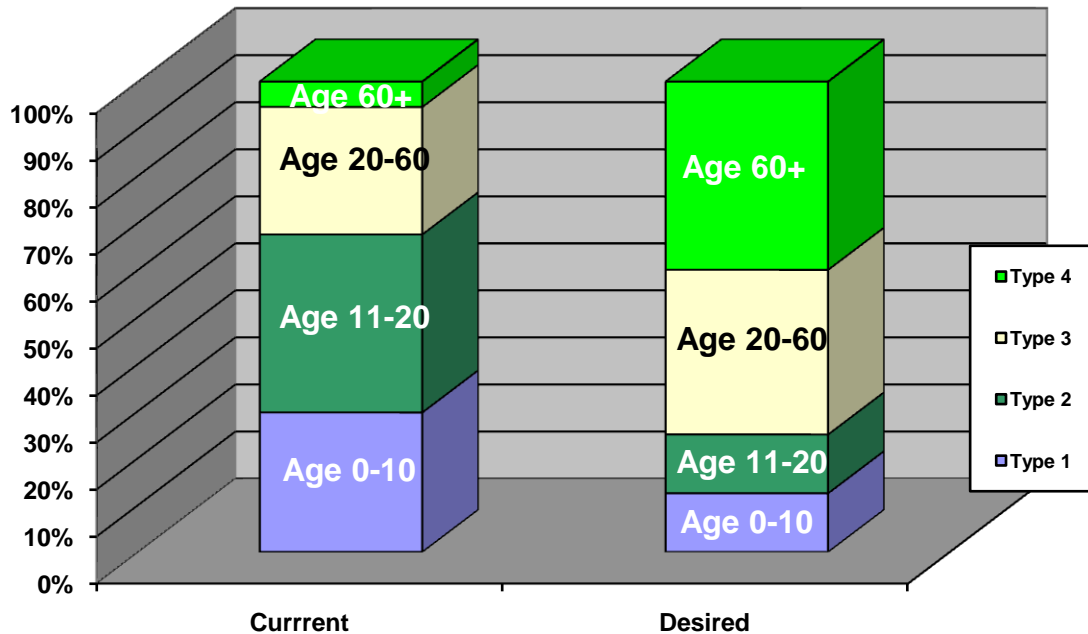 100%
90%
80%
70%
60%
50%
40%
30%
20%
10%
0%
Age 60+
Age 20-60
Age 11-20
Age 0-10
Age 60+
Age 20-60
Age 11-20
Age 0-10
Currrent
Desired
Type 4
Type 3
Type 2
Type 1